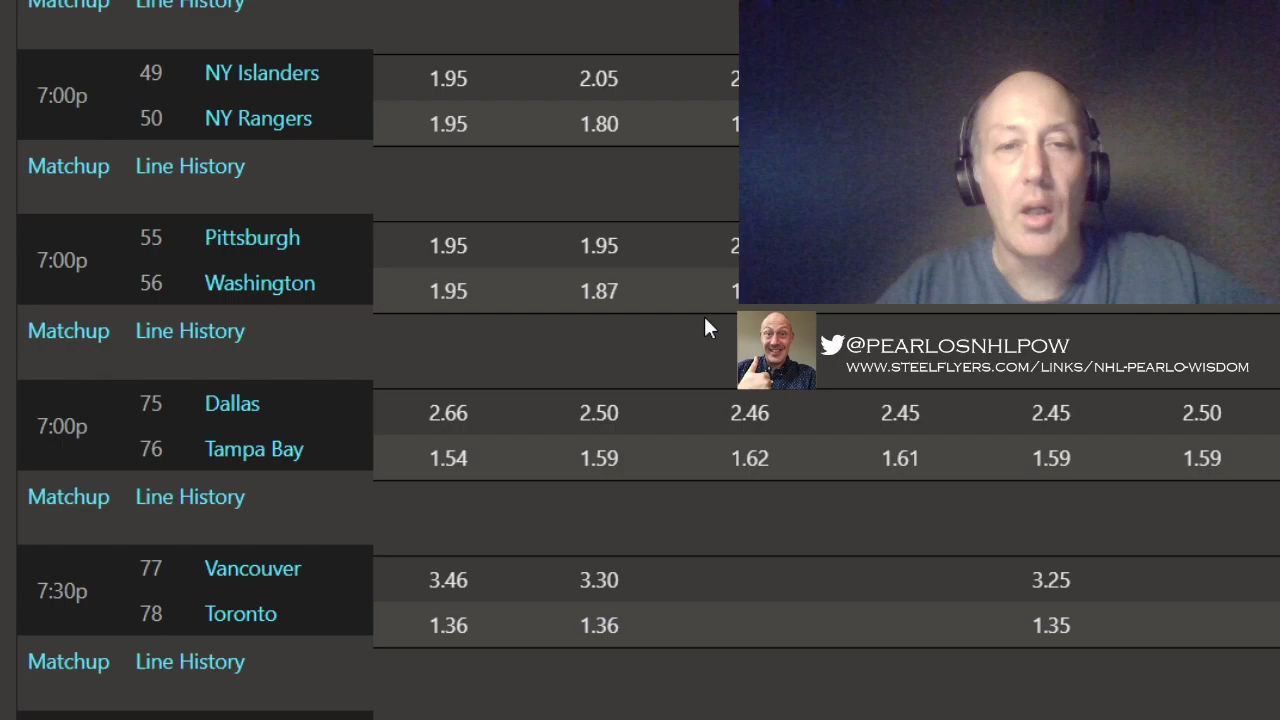 Matchup Line History
7:00p 49 NY Islanders 1.95 2.05 2
50 NY Rangers 1.95 1.80 1
Matchup Line History
7:00p 55 Pittsburgh 1.95 1.95 2
56 Washington 1.95 1.87 1
Matchup Line History
@PEARLOSNHLPOW
WWW.STEELFLYERS.COM/LINKS/NHL-PEARLO-WISDOM
7:00p 75 Dallas 2.66 2.50 2.46 2.45 2.45 2.50
76 Tampa Bay 1.54 1.59 1.62 1.61 1.59 1.59
Matchup Line History
7:30p 77 Vancouver 3.46 3.30 3.25
78 Toronto 1.36 1.36 1.35
Matchup Line History